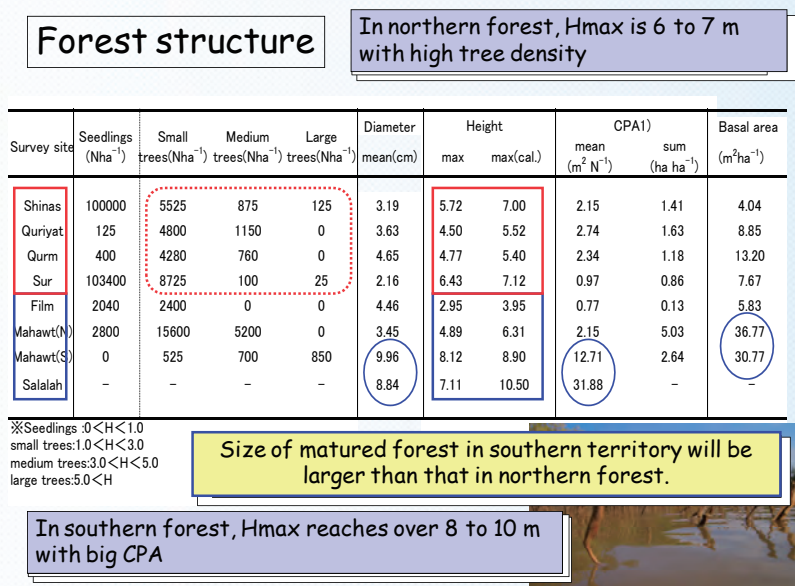 Forest structure
In northern forest, Hmax is 6 to 7 m
with high tree density
Survey site Seedlings (Nha⁻¹) Small trees(Nha⁻¹) Medium trees(Nha⁻¹) Large trees(Nha⁻¹) Diameter mean(cm) Height max max(cal.) CPA1) mean (m² N⁻¹) sum (ha ha⁻¹) Basal area (m²ha⁻¹)
Shinas 100000 5525 875 125 3.19 5.72 7.00 2.15 1.41 4.04
Quriyat 125 4800 1150 0 3.63 4.50 5.52 2.74 1.63 8.85
Qurm 400 4280 760 0 4.65 4.77 5.40 2.34 1.18 13.20
Sur 103400 8725 100 25 2.16 6.43 7.12 0.97 0.86 7.67
Film 2040 2400 0 0 4.46 2.95 3.95 0.77 0.13 5.83
Mahawt(N) 2800 15600 5200 0 3.45 4.89 6.31 2.15 5.03 36.77
Mahawt(S) 0 525 700 850 9.96 8.12 8.90 12.71 2.64 30.77
Salalah - - - - 8.84 7.11 10.50 31.88 - -
※Seedlings :0<H<1.0
small trees:1.0<H<3.0
medium trees:3.0<H<5.0
large trees:5.0<H
Size of matured forest in southern territory will be
larger than that in northern forest.
In southern forest, Hmax reaches over 8 to 10 m
with big CPA